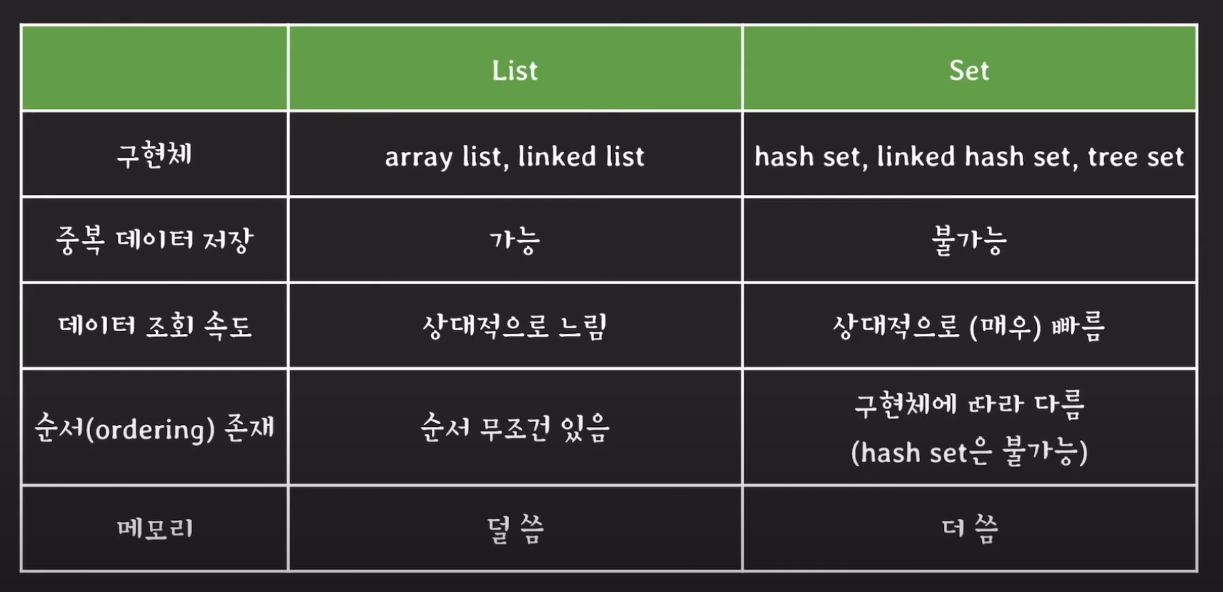 List Set
구현체 array list, linked list hash set, linked hash set, tree set
중복 데이터 저장 가능 불가능
데이터 조회 속도 상대적으로 느림 상대적으로 (매우) 빠름
순서(ordering) 존재 순서 무조건 있음 구현체에 따라 다름
(hash set은 불가능)
메모리 덜 씀 더 씀